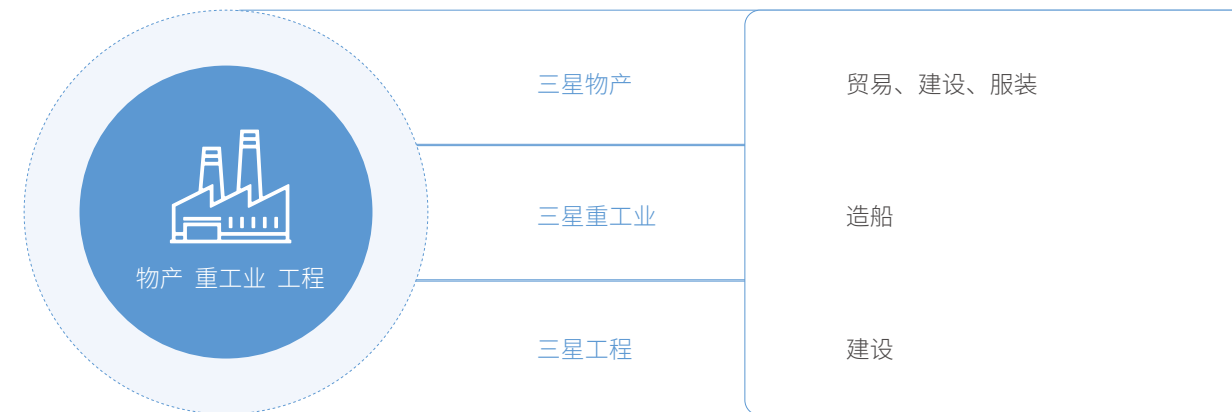 物产 重工业 工程
三星物产
贸易、建设、服装
三星重工业
造船
三星工程
建设